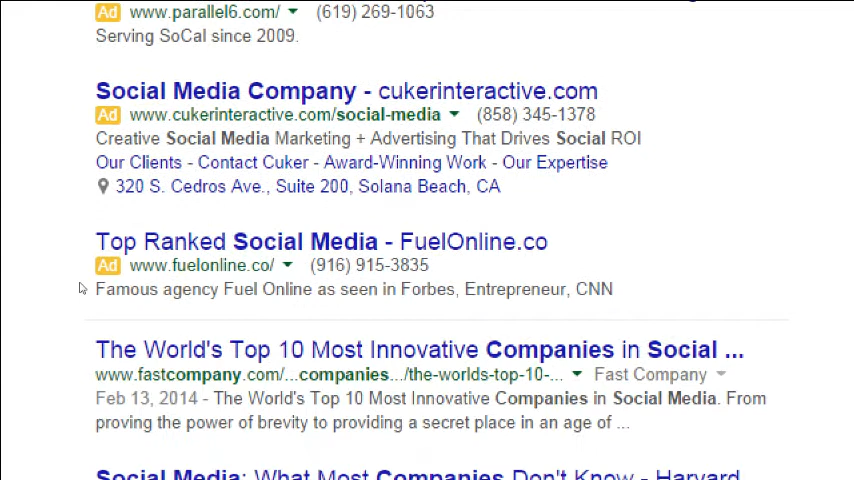 Ad www.parallel6.com/ (619) 269-1063
Serving SoCal since 2009.
Social Media Company - cukerinteractive.com
Ad www.cukerinteractive.com/social-media (858) 345-1378
Creative Social Media Marketing + Advertising That Drives Social ROI
Our Clients - Contact Cuker - Award-Winning Work - Our Expertise
320 S. Cedros Ave., Suite 200, Solana Beach, CA
Top Ranked Social Media - FuelOnline.co
Ad www.fuelonline.co/ (916) 915-3835
Famous agency Fuel Online as seen in Forbes, Entrepreneur, CNN
The World's Top 10 Most Innovative Companies in Social ...
www.fastcompany.com/...companies.../the-worlds-top-10-... Fast Company
Feb 13, 2014 - The World's Top 10 Most Innovative Companies in Social Media. From
proving the power of brevity to providing a secret place in an age of ...
Social Media: What Most Companies Don't Know - Harvard